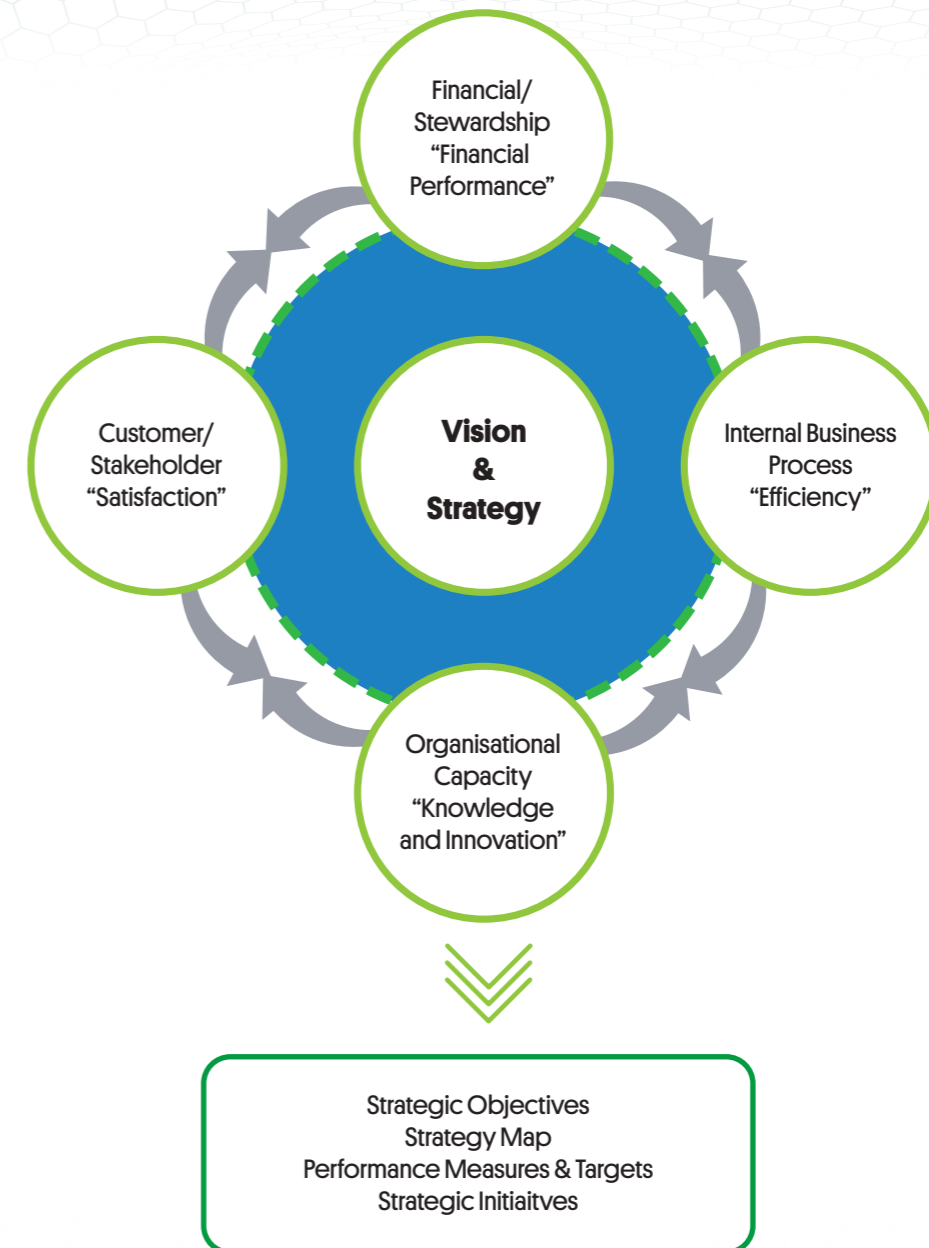 Financial/
Stewardship
“Financial
Performance”
Customer/
Stakeholder
“Satisfaction”
Vision
&
Strategy
Internal Business
Process
“Efficiency”
Organisational
Capacity
“Knowledge
and Innovation”
Strategic Objectives
Strategy Map
Performance Measures & Targets
Strategic Initiaitves